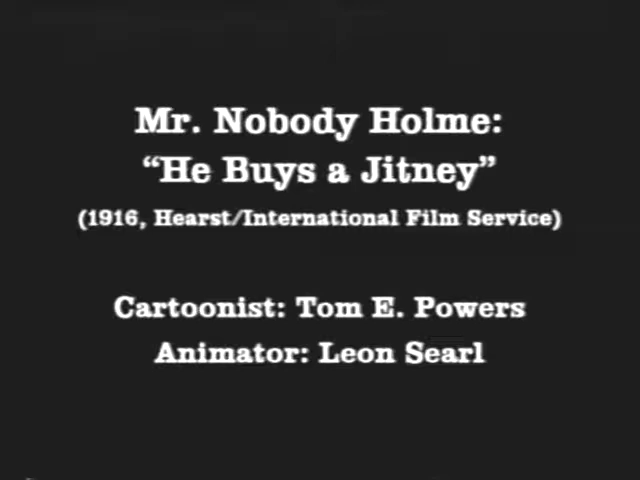 Mr. Nobody Holme:
“He Buys a Jitney”
(1916, Hearst/International Film Service)
Cartoonist: Tom E. Powers
Animator: Leon Searl